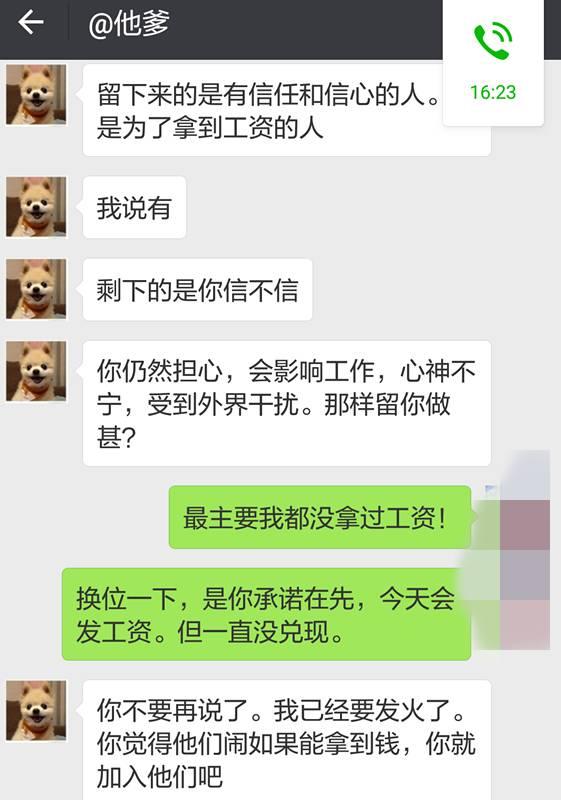 @他爹
16:23
留下来的是有信任和信心的人。
是为了拿到工资的人
我说有
剩下的是你信不信
你仍然担心，会影响工作，心神不
宁，受到外界干扰。那样留你做
甚？
最主要我都没拿过工资！
换位一下，是你承诺在先，今天会
发工资。但一直没兑现。
你不要再说了。我已经要发火了。
你觉得他们闹如果能拿到钱，你就
加入他们吧